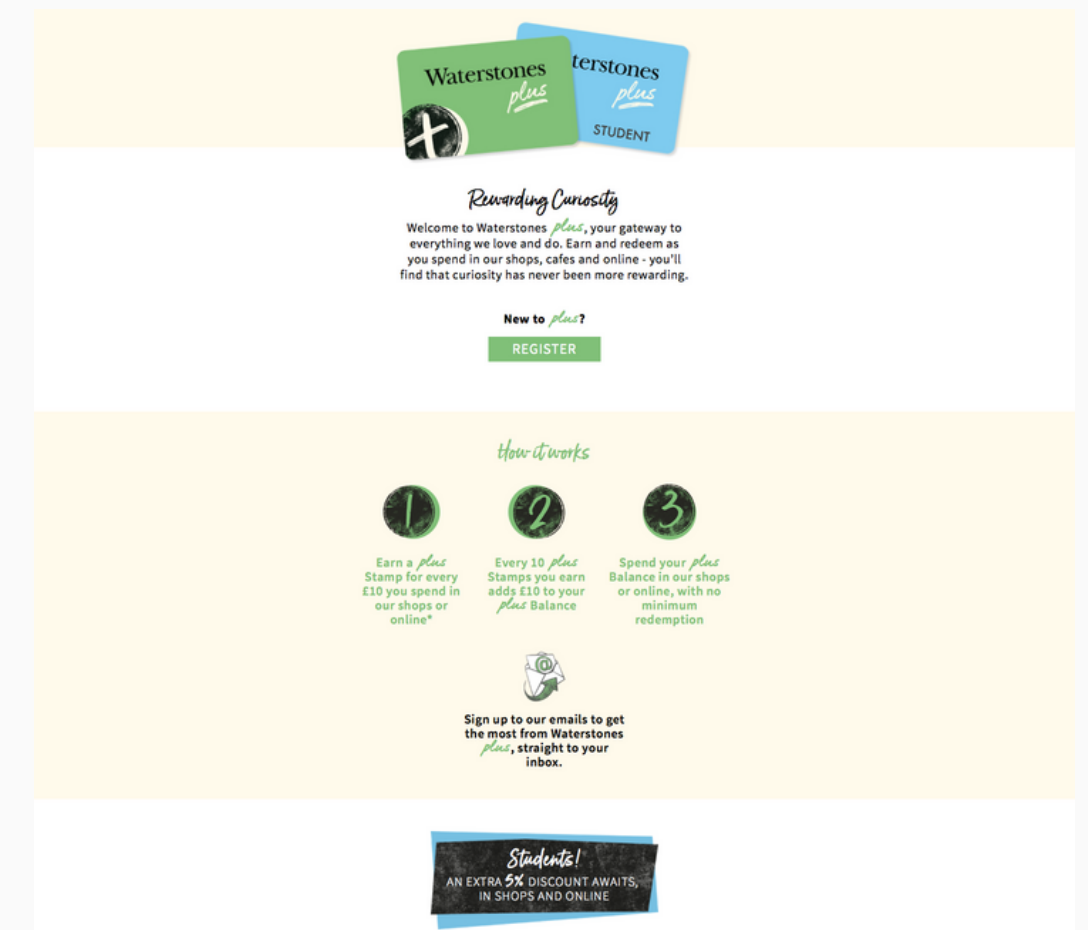 Waterstones
plus
terstones
plus
STUDENT
Rewarding Curiosity
Welcome to Waterstones plus, your gateway to
everything we love and do. Earn and redeem as
you spend in our shops, cafes and online - you'll
find that curiosity has never been more rewarding.
New to plus?
REGISTER
How it works
1
Earn a plus
Stamp for every
£10 you spend in
our shops or
online*
2
Every 10 plus
Stamps you earn
adds £10 to your
plus Balance
3
Spend your plus
Balance in our shops
or online, with no
minimum
redemption
@
Sign up to our emails to get
the most from Waterstones
plus, straight to your
inbox.
Students!
AN EXTRA 5% DISCOUNT AWAITS,
IN SHOPS AND ONLINE